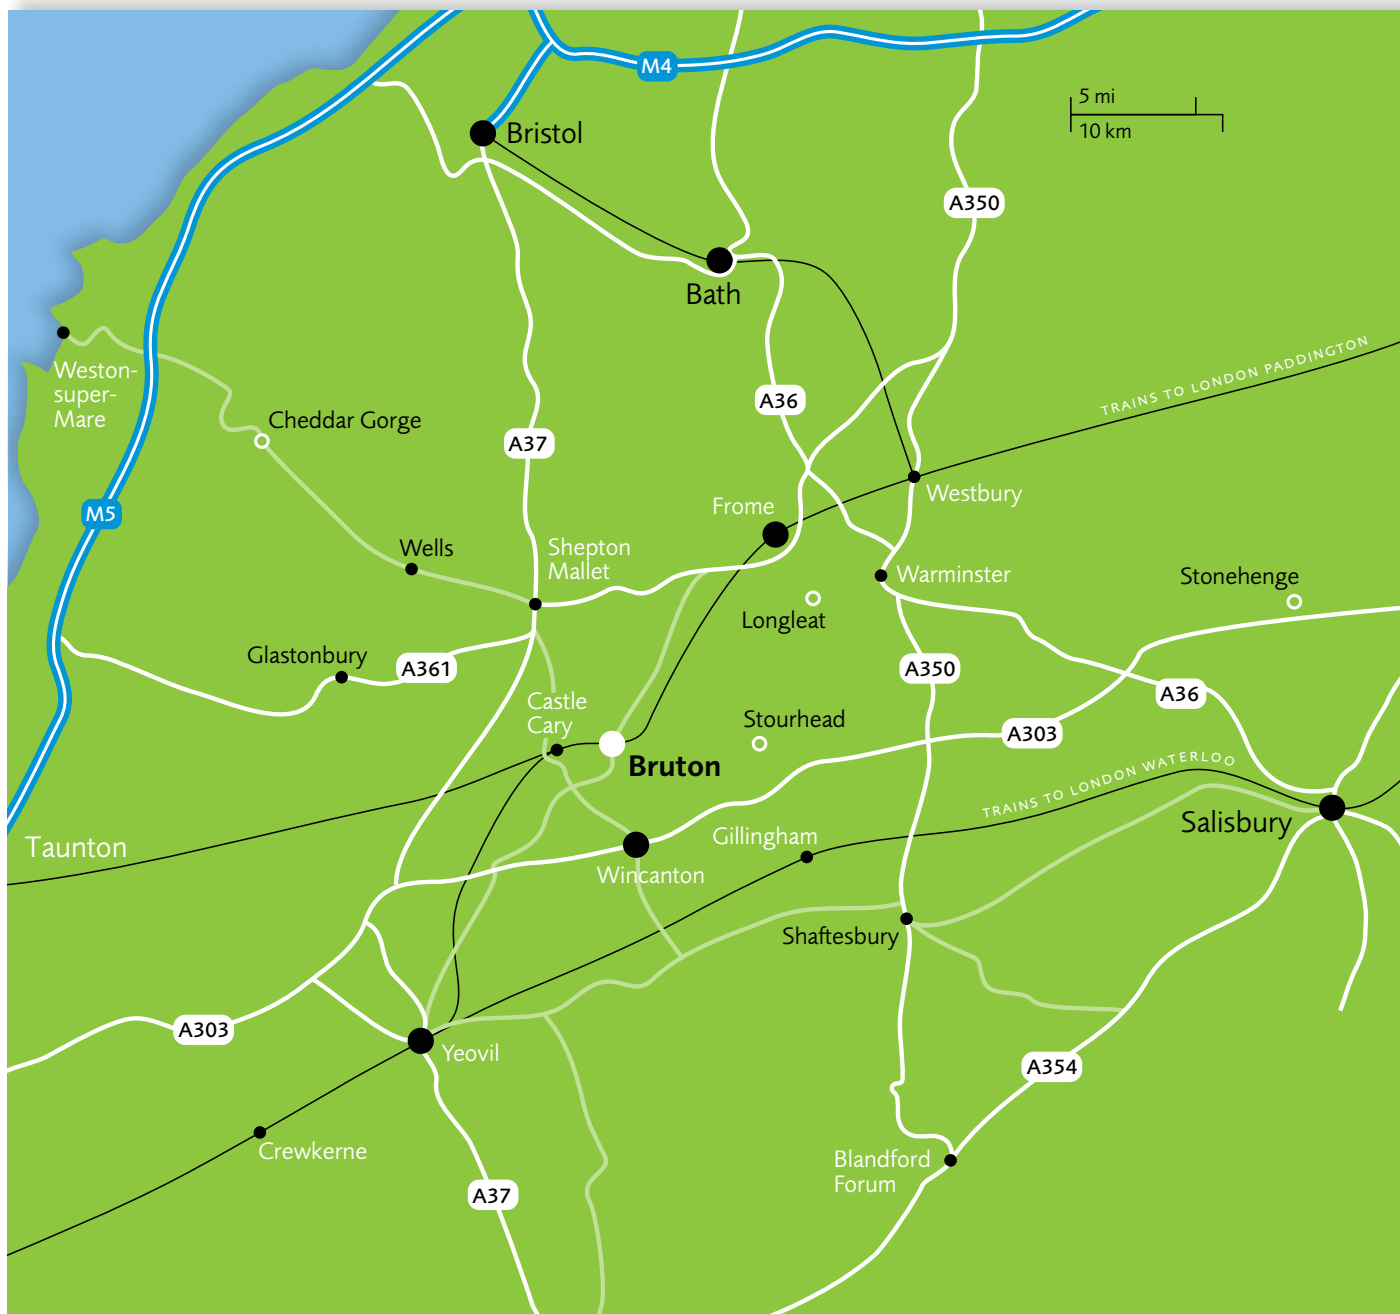 M4
5 mi
10 km
Bristol
A350
Bath
TRAINS TO LONDON PADDINGTON
Weston-
super-
Mare
A36
Cheddar Gorge
A37
Westbury
Frome
M5
Wells
Shepton
Mallet
Warminster
Stonehenge
Longleat
Glastonbury
A361
A350
A36
Castle
Cary
Stourhead
A303
Bruton
TRAINS TO LONDON WATERLOO
Salisbury
Gillingham
Taunton
Wincanton
Shaftesbury
A303
Yeovil
A354
Crewkerne
Blandford
Forum
A37